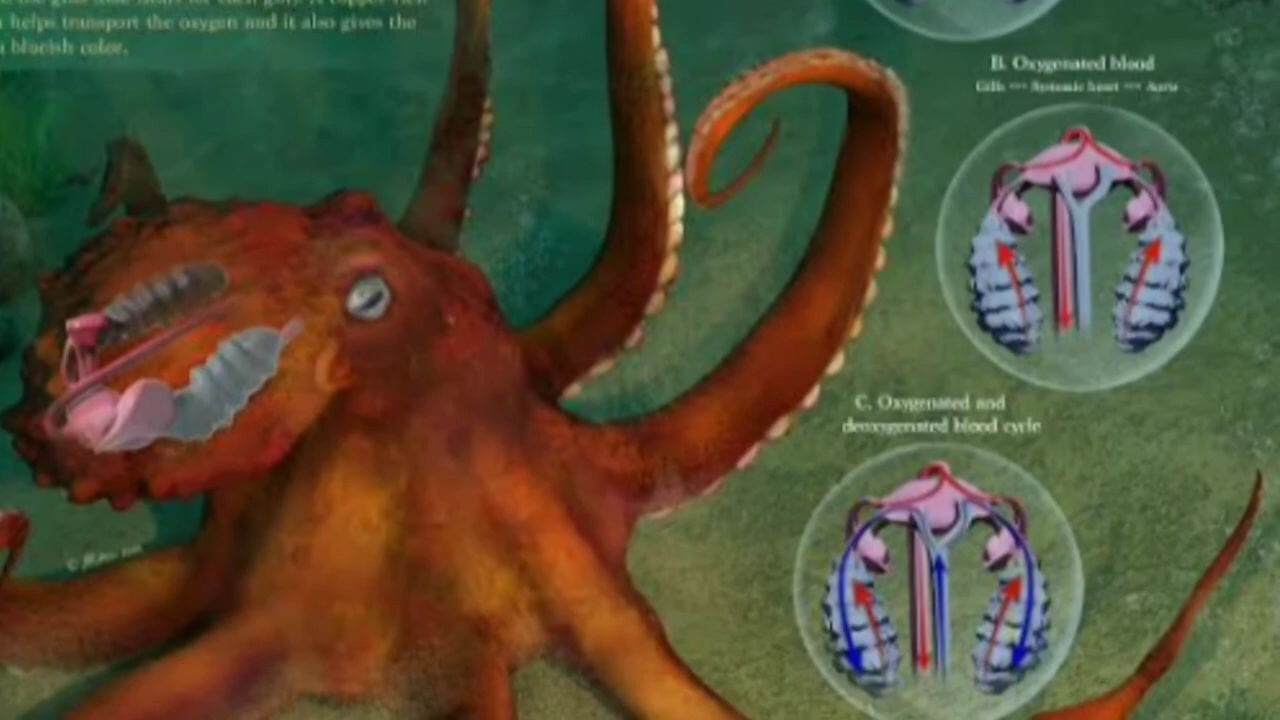 helps transport the oxygen and it also gives the
blueish color.
B. Oxygenated blood
Gills --- Systemic heart --- Aorta
C. Oxygenated and
deoxygenated blood cycle